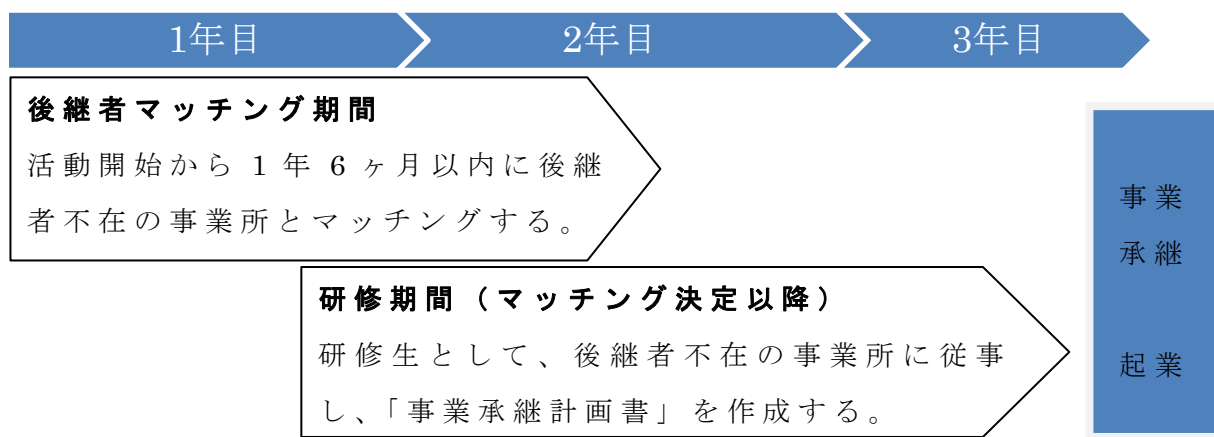 1年目
2年目
3年目
後継者マッチング期間
活動開始から1年6ヶ月以内に後継
者不在の事業所とマッチングする。
研修期間（マッチング決定以降）
研修生として、後継者不在の事業所に従事
し、「事業承継計画書」を作成する。
事業
承継
起業